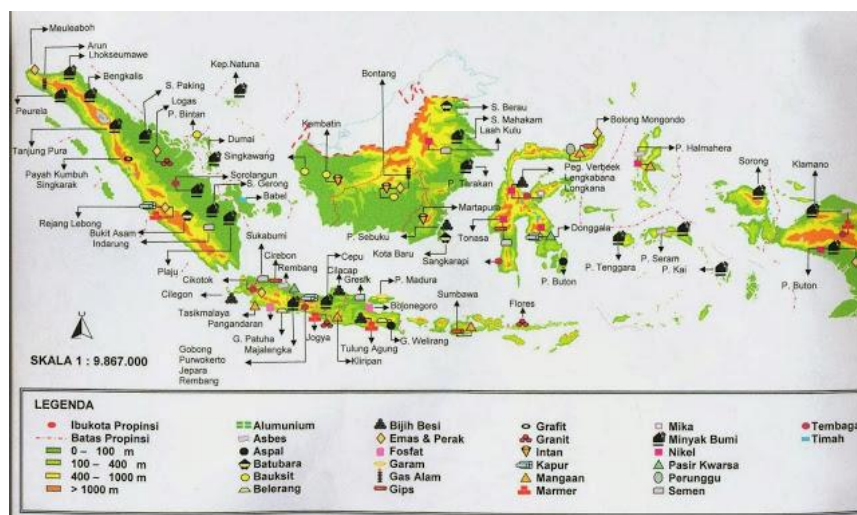 Meuleaboh
Arun
Lhokseumawe
Bengkalis
Kep.Natuna
S. Paking
Logas
P. Bintan
Peurela
Dumai
Singkawang
Tanjung Pura
Payah Kumbuh
Singkarak
Sorolangun
S. Gerong
Babel
Rejang Lebong
Bukit Asam
Indarung
Plaju
Kembatin
Bontang
S. Berau
S. Mahakam
Laah Kulu
P. Tarakan
Martapura
P. Sebuku
Kota Baru
Sangkarapi
Tonasa
Bolong Mongondo
Peg. Verbeek
Lengkabana
Longkana
Donggala
P. Buton
P. Halmahera
Sorong
Klamano
P. Tenggara
P. Seram
P. Kai
P. Buton
Sukabumi
Cirebon
Rembang
Cepu
Cilacap
Gresik
P. Madura
Cikotok
Cilegon
Bojonegoro
Sumbawa
Flores
Tasikmalaya
Pangandaran
G. Patuha
Majalengka
Jogya
Tulung Agung
Kliripan
G. Welirang
Gobong
Purwokerto
Jepara
Rembang
SKALA 1 : 9.867.000
LEGENDA
Ibukota Propinsi
Batas Propinsi
0 – 100 m
100 – 400 m
400 – 1000 m
> 1000 m
Alumunium
Asbes
Aspal
Batubara
Bauksit
Belerang
Bijih Besi
Emas & Perak
Fosfat
Garam
Gas Alam
Gips
Grafit
Granit
Intan
Kapur
Mangaan
Marmer
Mika
Minyak Bumi
Nikel
Pasir Kwarsa
Perunggu
Semen
Tembaga
Timah